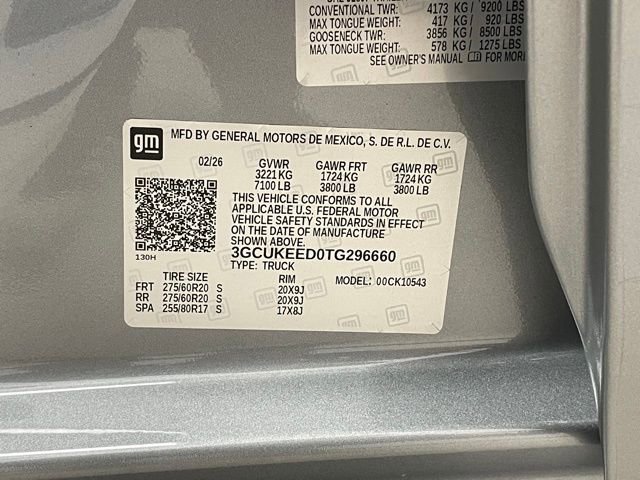 CONVENTIONAL TWR: 4173 KG / 9200 LBS
MAX TONGUE WEIGHT: 417 KG / 920 LBS
GOOSENECK TWR: 3856 KG / 8500 LBS
MAX TONGUE WEIGHT: 578 KG / 1275 LBS
SEE OWNER'S MANUAL FOR MORE
gm MFD BY GENERAL MOTORS DE MEXICO, S. DE R.L. DE C.V.
02/26 GVWR GAWR FRT GAWR RR
3221 KG 1724 KG 1724 KG
7100 LB 3800 LB 3800 LB
THIS VEHICLE CONFORMS TO ALL
APPLICABLE U.S. FEDERAL MOTOR
VEHICLE SAFETY STANDARDS IN EFFECT
ON THE DATE OF MANUFACTURE
SHOWN ABOVE.
130H
3GCUKEED0TG296660
TYPE: TRUCK MODEL: 00CK10543
TIRE SIZE RIM
FRT 275/60R20 S 20X9J
RR 275/60R20 S 20X9J
SPA 255/80R17 S 17X8J